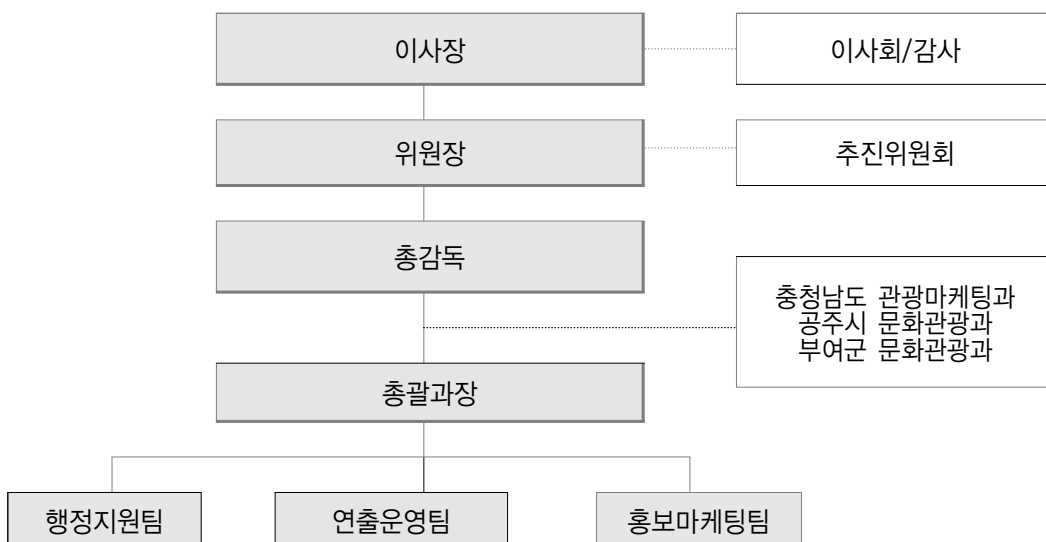 이사장
이사회/감사
위원장
추진위원회
총감독
충청남도 관광마케팅과
공주시 문화관광과
부여군 문화관광과
총괄과장
행정지원팀
연출운영팀
홍보마케팅팀